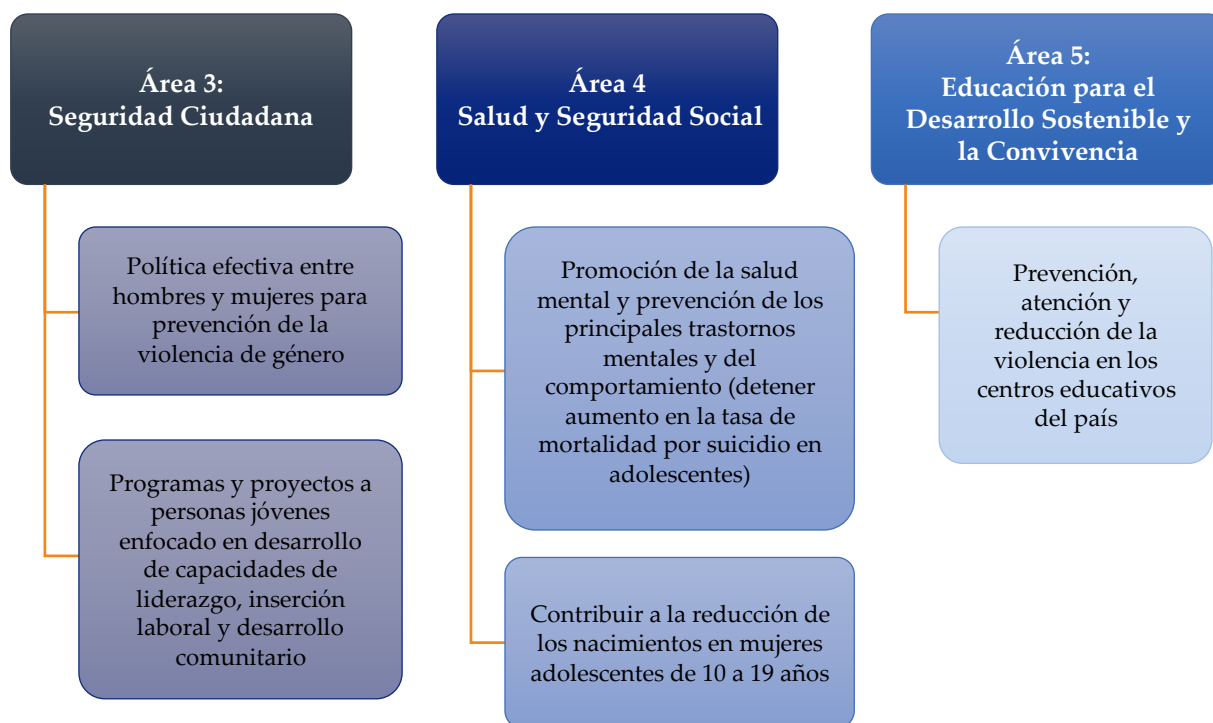 Área 3:
Seguridad Ciudadana
Política efectiva entre
hombres y mujeres para
prevención de la
violencia de género
Programas y proyectos a
personas jóvenes
enfocado en desarrollo
de capacidades de
liderazgo, inserción
laboral y desarrollo
comunitario
Área 4
Salud y Seguridad Social
Promoción de la salud
mental y prevención de los
principales trastornos
mentales y del
comportamiento (detener
aumento en la tasa de
mortalidad por suicidio en
adolescentes)
Contribuir a la reducción de
los nacimientos en mujeres
adolescentes de 10 a 19 años
Área 5:
Educación para el
Desarrollo Sostenible y
la Convivencia
Prevención,
atención y
reducción de la
violencia en los
centros educativos
del país